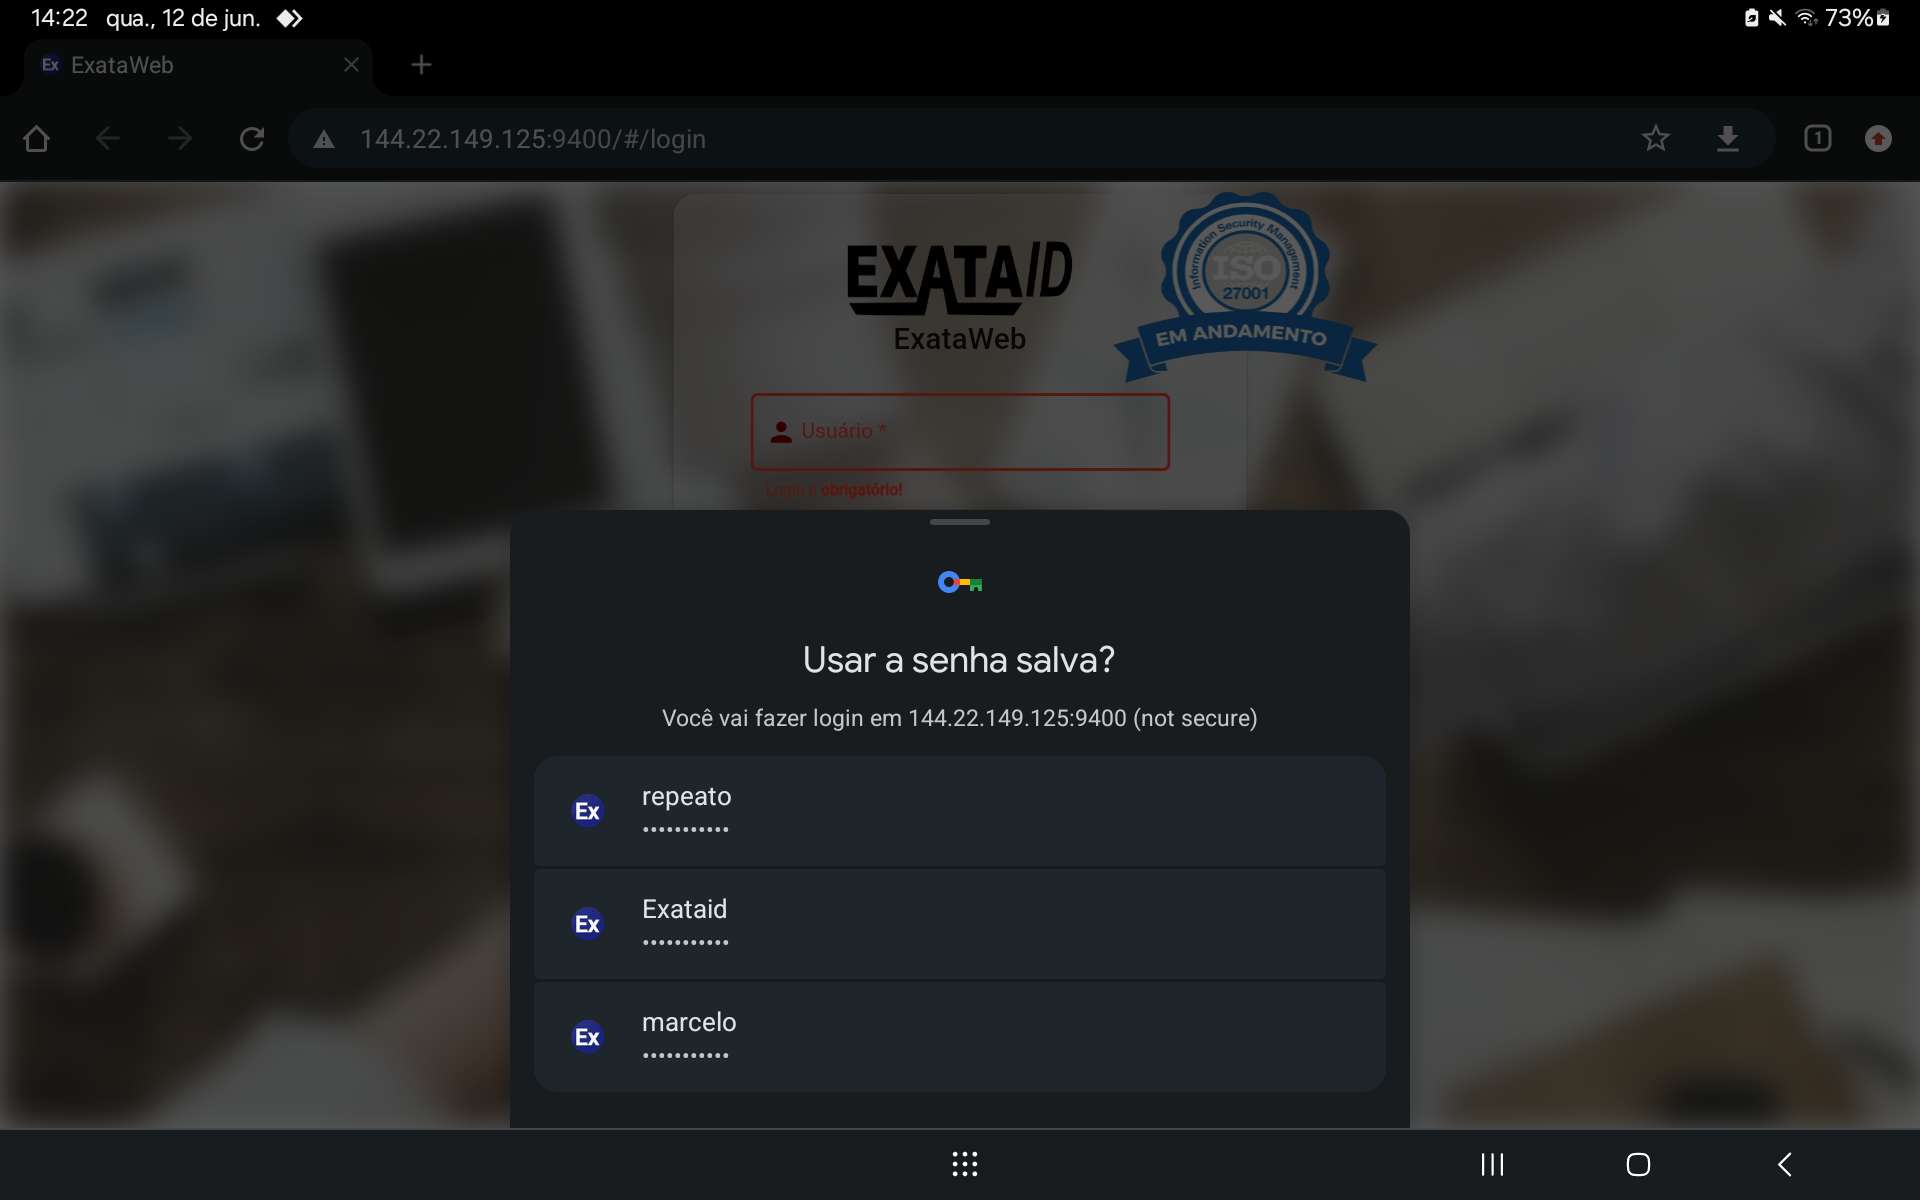 14:22 qua., 12 de jun. 73%
Ex ExataWeb
144.22.149.125:9400/#/login 1
EXATAID
ExataWeb
Information Security Management
ISO
27001
EM ANDAMENTO
Usuário *
Login é obrigatório!
Usar a senha salva?
Você vai fazer login em 144.22.149.125:9400 (not secure)
Ex repeato
•••••••••••
Ex Exataid
•••••••••••
Ex marcelo
•••••••••••